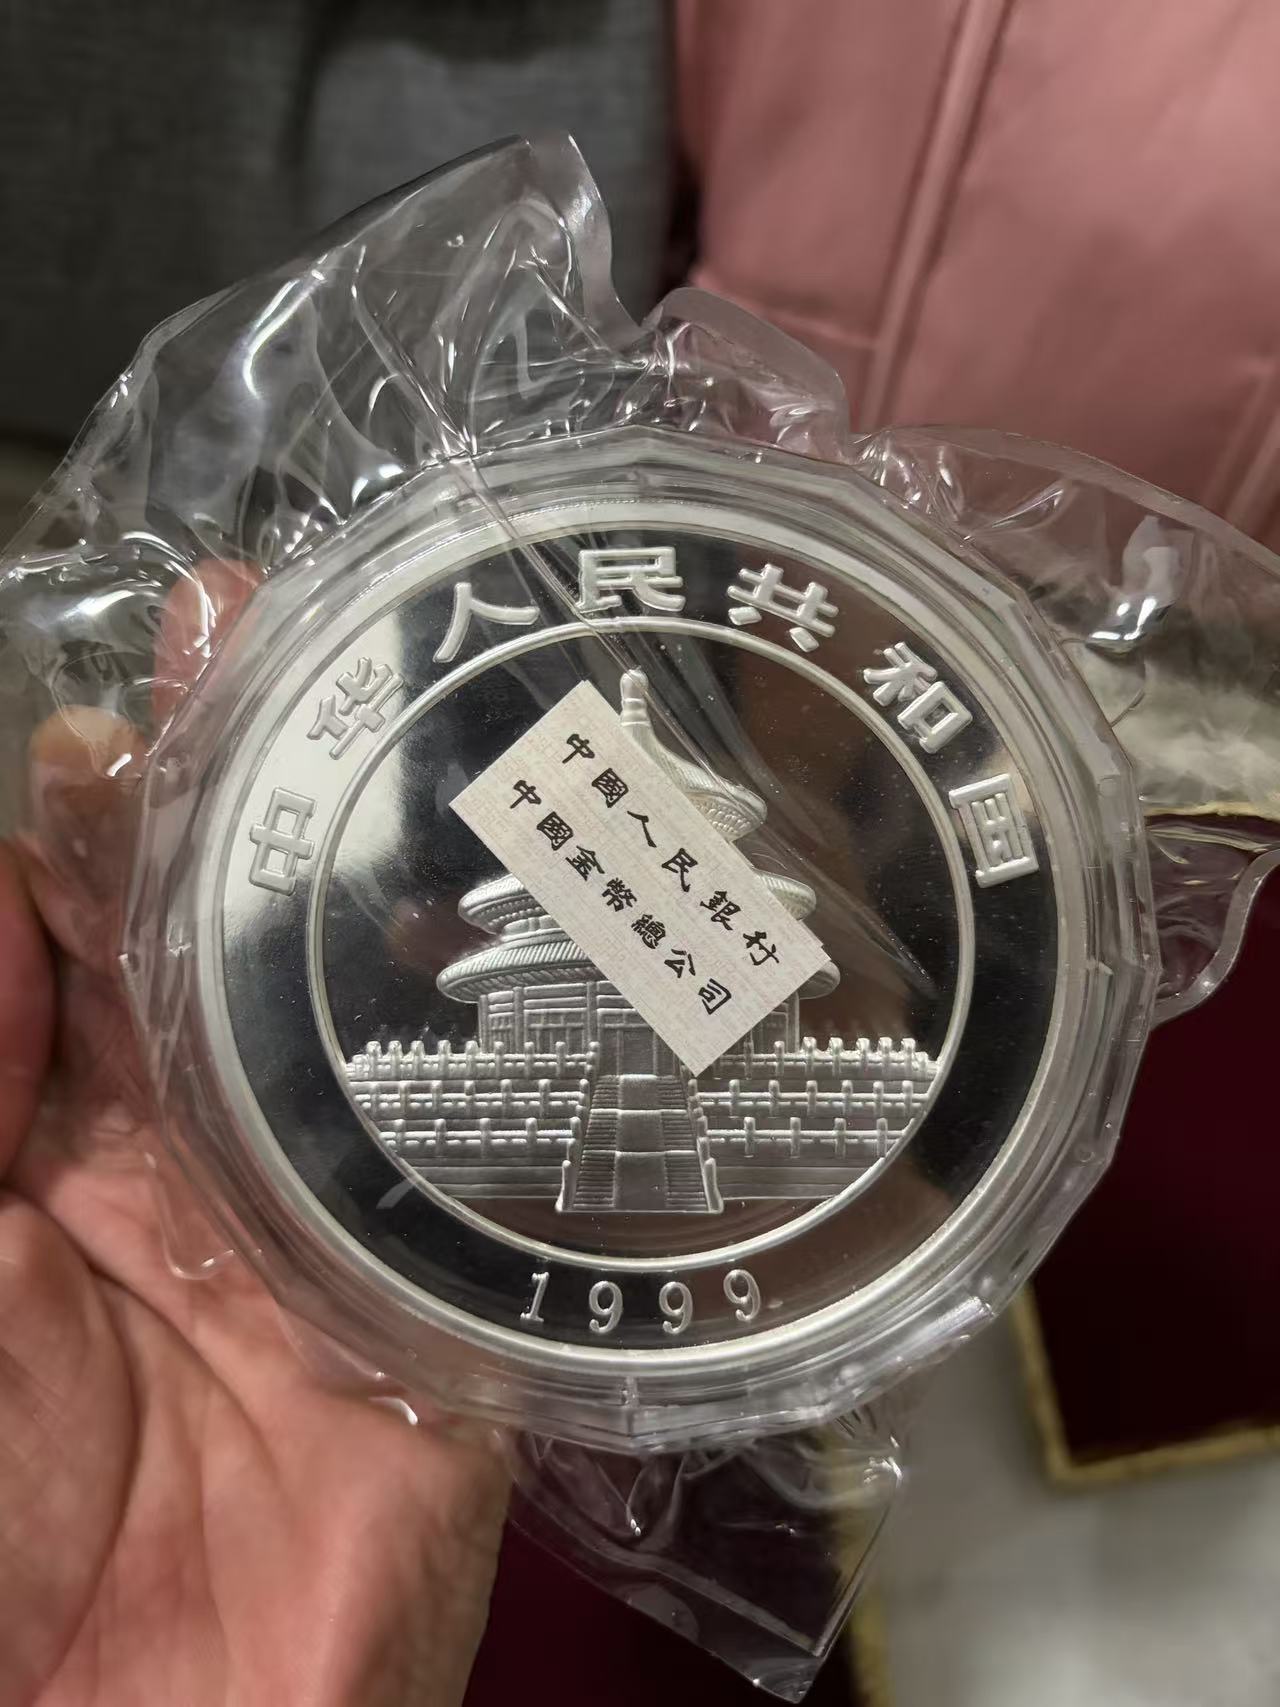 中华人民共和国
中國人民銀行
中國金幣總公司
1999